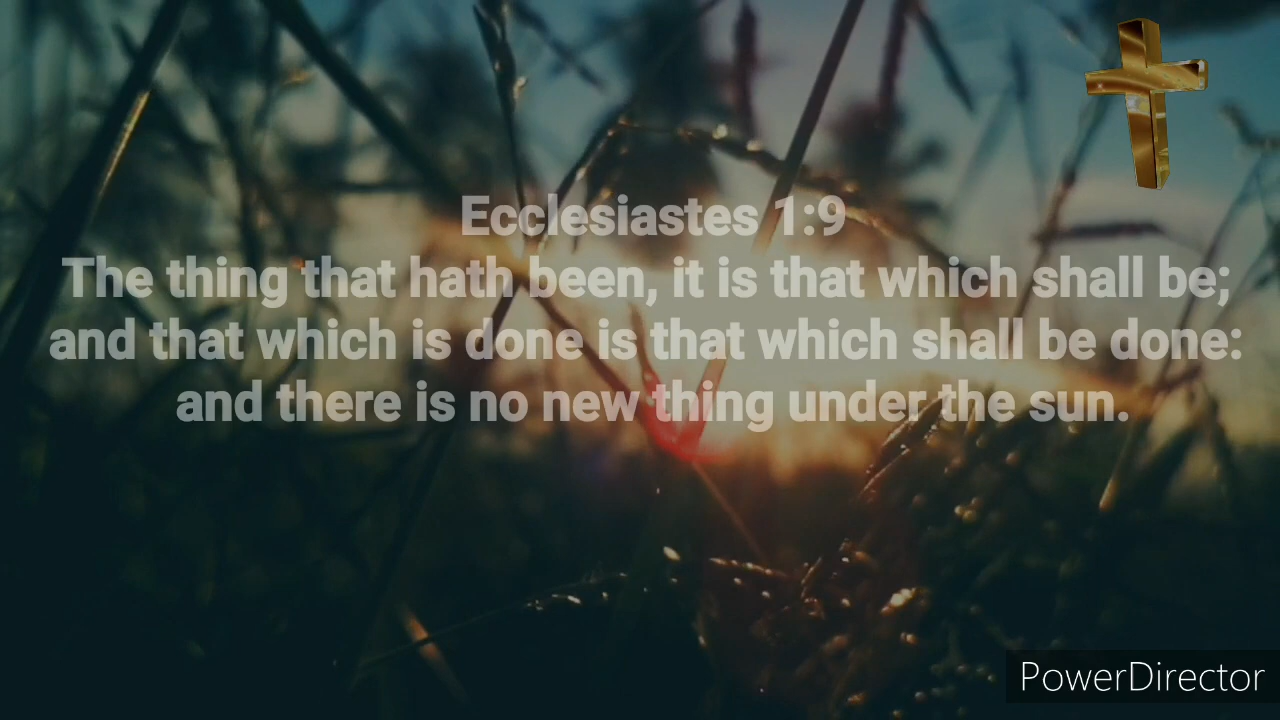 Ecclesiastes 1:9
The thing that hath been, it is that which shall be;
and that which is done is that which shall be done:
and there is no new thing under the sun.
PowerDirector